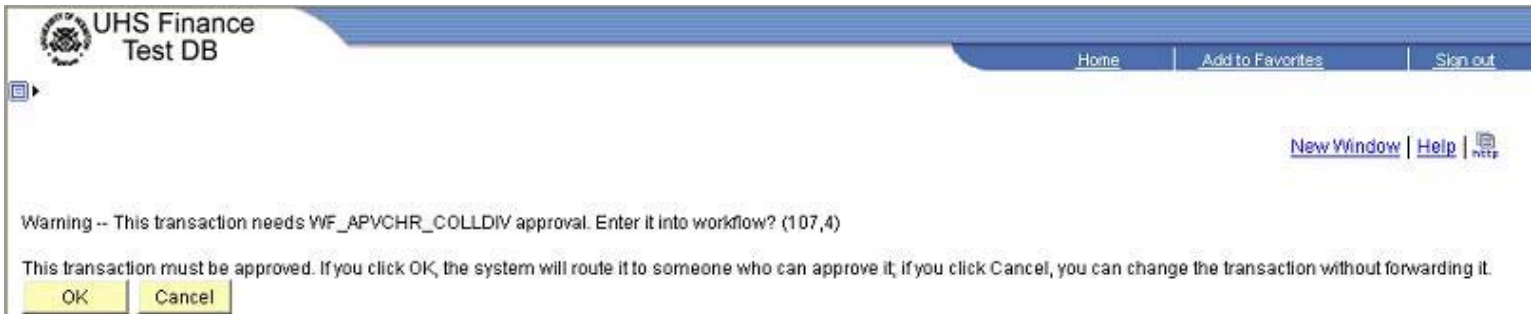 UHS Finance
Test DB
Home Add to Favorites Sign out
New Window | Help | http
Warning -- This transaction needs WF_APVCHR_COLLDIV approval. Enter it into workflow? (107,4)
This transaction must be approved. If you click OK, the system will route it to someone who can approve it; if you click Cancel, you can change the transaction without forwarding it.
OK Cancel